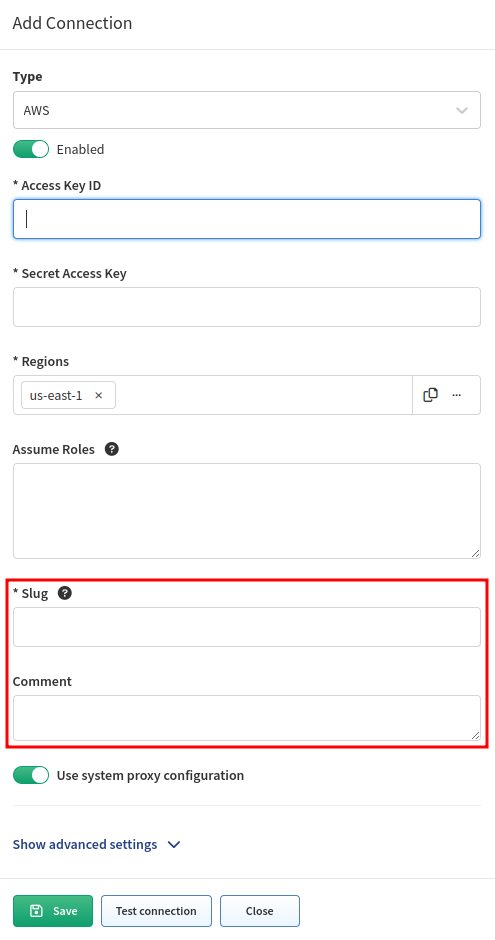 Add Connection
Type
AWS
Enabled
* Access Key ID
* Secret Access Key
* Regions
us-east-1 ×
Assume Roles ?
* Slug ?
Comment
Use system proxy configuration
Show advanced settings
Save Test connection Close